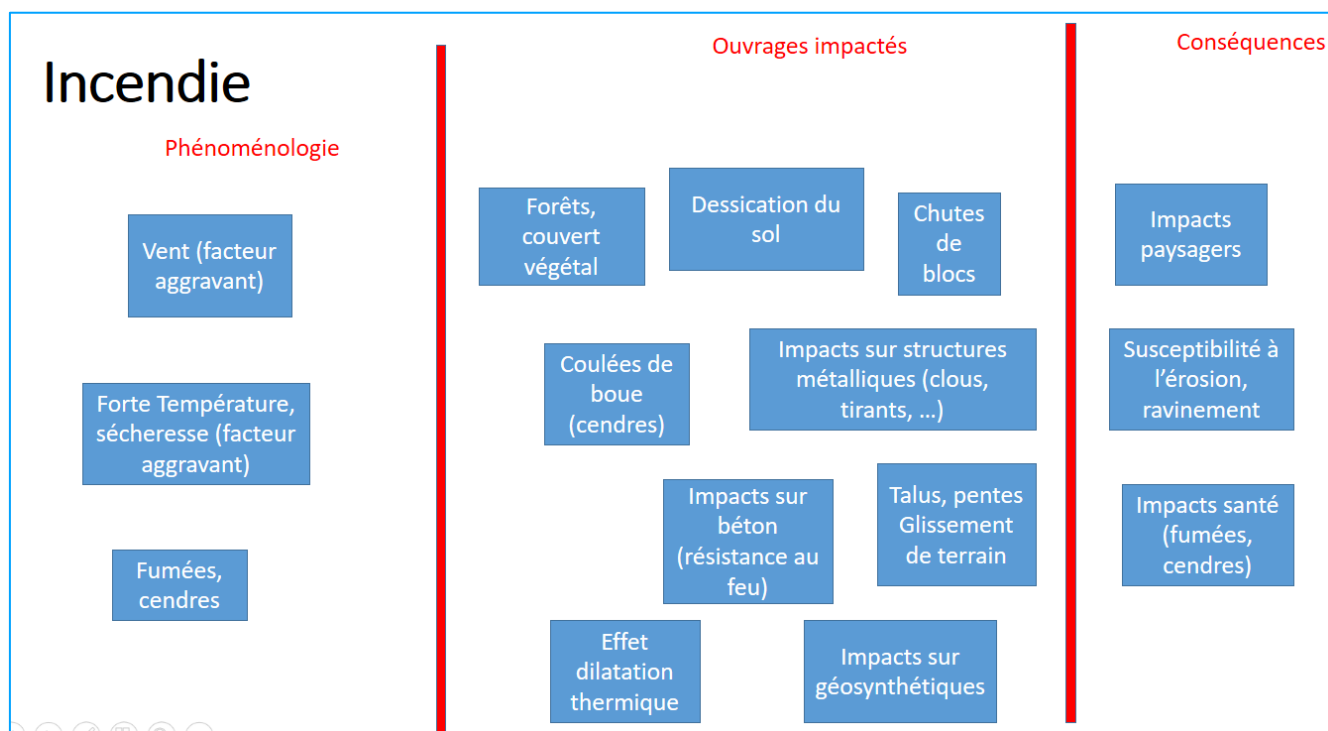 Incendie
Phénoménologie
Vent (facteur
aggravant)
Forte Température,
sécheresse (facteur
aggravant)
Fumées,
cendres
Ouvrages impactés
Forêts,
couvert
végétal
Dessication du
sol
Chutes
de
blocs
Coulées de
boue
(cendres)
Impacts sur structures
métalliques (clous,
tirants, ...)
Impacts sur
béton
(résistance au
feu)
Talus, pentes
Glissement
de terrain
Effet
dilatation
thermique
Impacts sur
géosynthétiques
Conséquences
Impacts
paysagers
Susceptibilité à
l'érosion,
ravinement
Impacts santé
(fumées,
cendres)